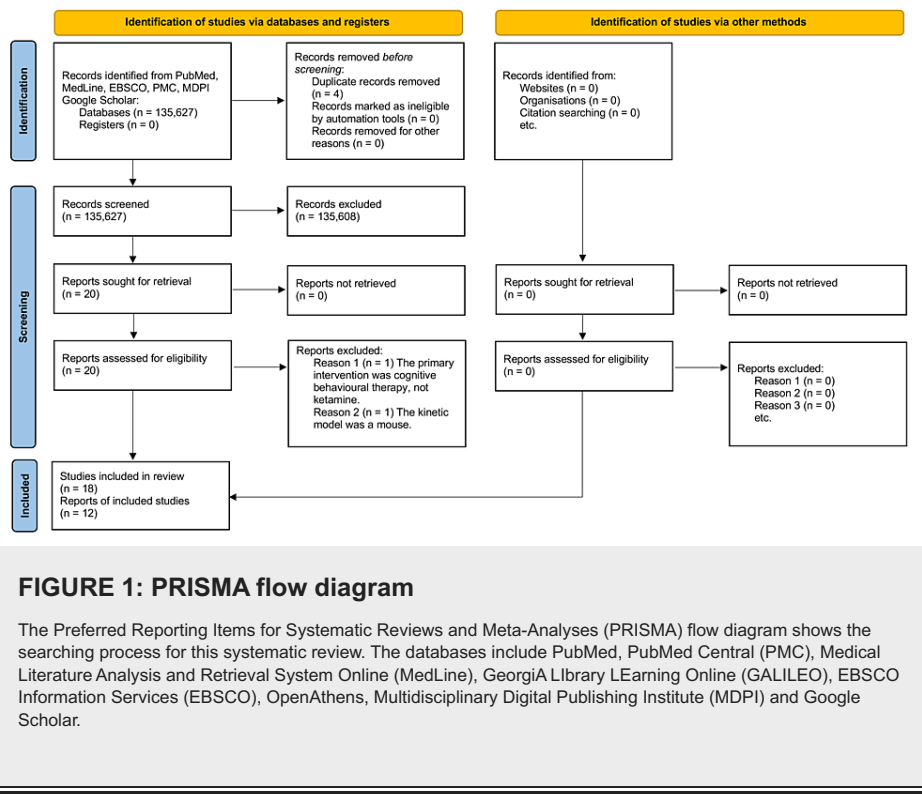 Identification of studies via databases and registers
Identification of studies via other methods
Identification
Records identified from PubMed,
MedLine, EBSCO, PMC, MDPI
Google Scholar:
Databases (n = 135,627)
Registers (n = 0)
Records removed before
screening:
Duplicate records removed
(n = 4)
Records marked as ineligible
by automation tools (n = 0)
Records removed for other
reasons (n = 0)
Records identified from:
Websites (n = 0)
Organisations (n = 0)
Citation searching (n = 0)
etc.
Screening
Records screened
(n = 135,627)
Records excluded
(n = 135,608)
Reports sought for retrieval
(n = 20)
Reports not retrieved
(n = 0)
Reports sought for retrieval
(n = 0)
Reports not retrieved
(n = 0)
Reports assessed for eligibility
(n = 20)
Reports excluded:
Reason 1 (n = 1) The primary
intervention was cognitive
behavioural therapy, not
ketamine.
Reason 2 (n = 1) The kinetic
model was a mouse.
Reports assessed for eligibility
(n = 0)
Reports excluded:
Reason 1 (n = 0)
Reason 2 (n = 0)
Reason 3 (n = 0)
etc.
Included
Studies included in review
(n = 18)
Reports of included studies
(n = 12)
FIGURE 1: PRISMA flow diagram
The Preferred Reporting Items for Systematic Reviews and Meta-Analyses (PRISMA) flow diagram shows the
searching process for this systematic review. The databases include PubMed, PubMed Central (PMC), Medical
Literature Analysis and Retrieval System Online (MedLine), GeorgiA LIbrary LEarning Online (GALILEO), EBSCO
Information Services (EBSCO), OpenAthens, Multidisciplinary Digital Publishing Institute (MDPI) and Google
Scholar.